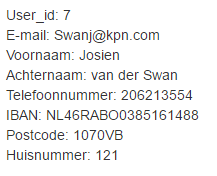 User_id: 7
E-mail: Swanj@kpn.com
Voornaam: Josien
Achternaam: van der Swan
Telefoonnummer: 206213554
IBAN: NL46RABO0385161488
Postcode: 1070VB
Huisnummer: 121